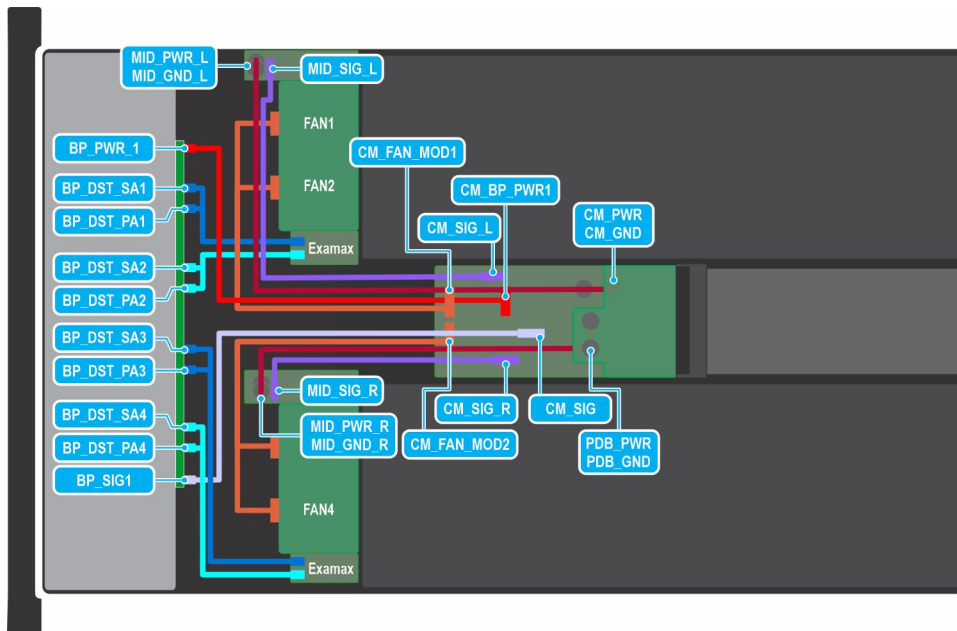 MID_PWR_L
MID_GND_L
MID_SIG_L
FAN1
BP_PWR_1
CM_FAN_MOD1
FAN2
BP_DST_SA1
CM_BP_PWR1
BP_DST_PA1
CM_PWR
CM_GND
CM_SIG_L
Examax
BP_DST_SA2
BP_DST_PA2
BP_DST_SA3
BP_DST_PA3
MID_SIG_R
CM_SIG_R
CM_SIG
BP_DST_SA4
MID_PWR_R
MID_GND_R
CM_FAN_MOD2
PDB_PWR
PDB_GND
BP_DST_PA4
BP_SIG1
FAN4
Examax